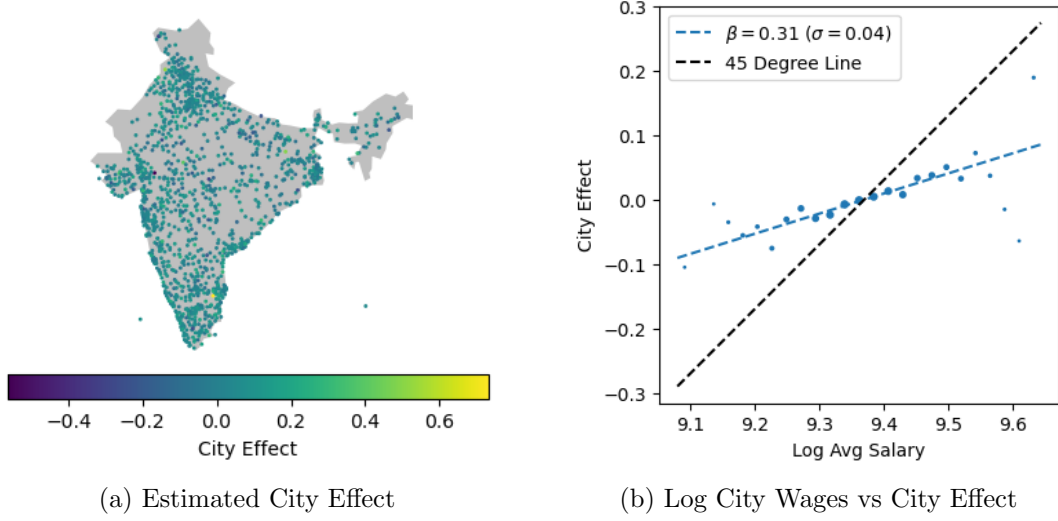 −0.4 −0.2 0.0 0.2 0.4 0.6
City Effect
(a) Estimated City Effect
0.3
0.2
0.1
0.0
−0.1
−0.2
−0.3
City Effect
β = 0.31 (σ = 0.04)
45 Degree Line
9.1 9.2 9.3 9.4 9.5 9.6
Log Avg Salary
(b) Log City Wages vs City Effect